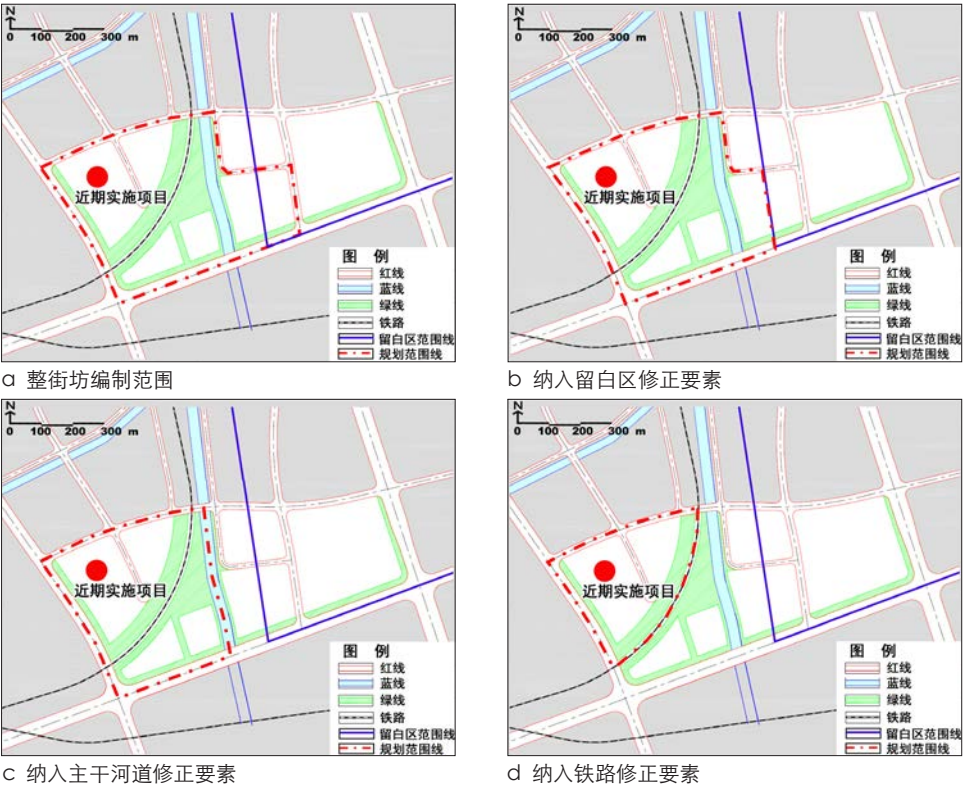 N
0 100 200 300 m
近期实施项目
图 例
红线
蓝线
绿线
铁路
留白区范围线
规划范围线
a 整街坊编制范围
N
0 100 200 300 m
近期实施项目
图 例
红线
蓝线
绿线
铁路
留白区范围线
规划范围线
b 纳入留白区修正要素
N
0 100 200 300 m
近期实施项目
图 例
红线
蓝线
绿线
铁路
留白区范围线
规划范围线
c 纳入主干河道修正要素
N
0 100 200 300 m
近期实施项目
图 例
红线
蓝线
绿线
铁路
留白区范围线
规划范围线
d 纳入铁路修正要素